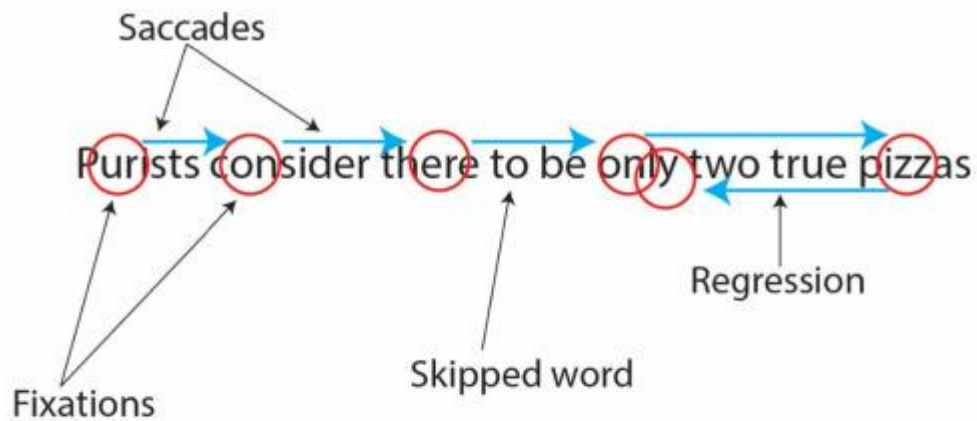 Saccades
Purists consider there to be only two true pizzas
Regression
Skipped word
Fixations